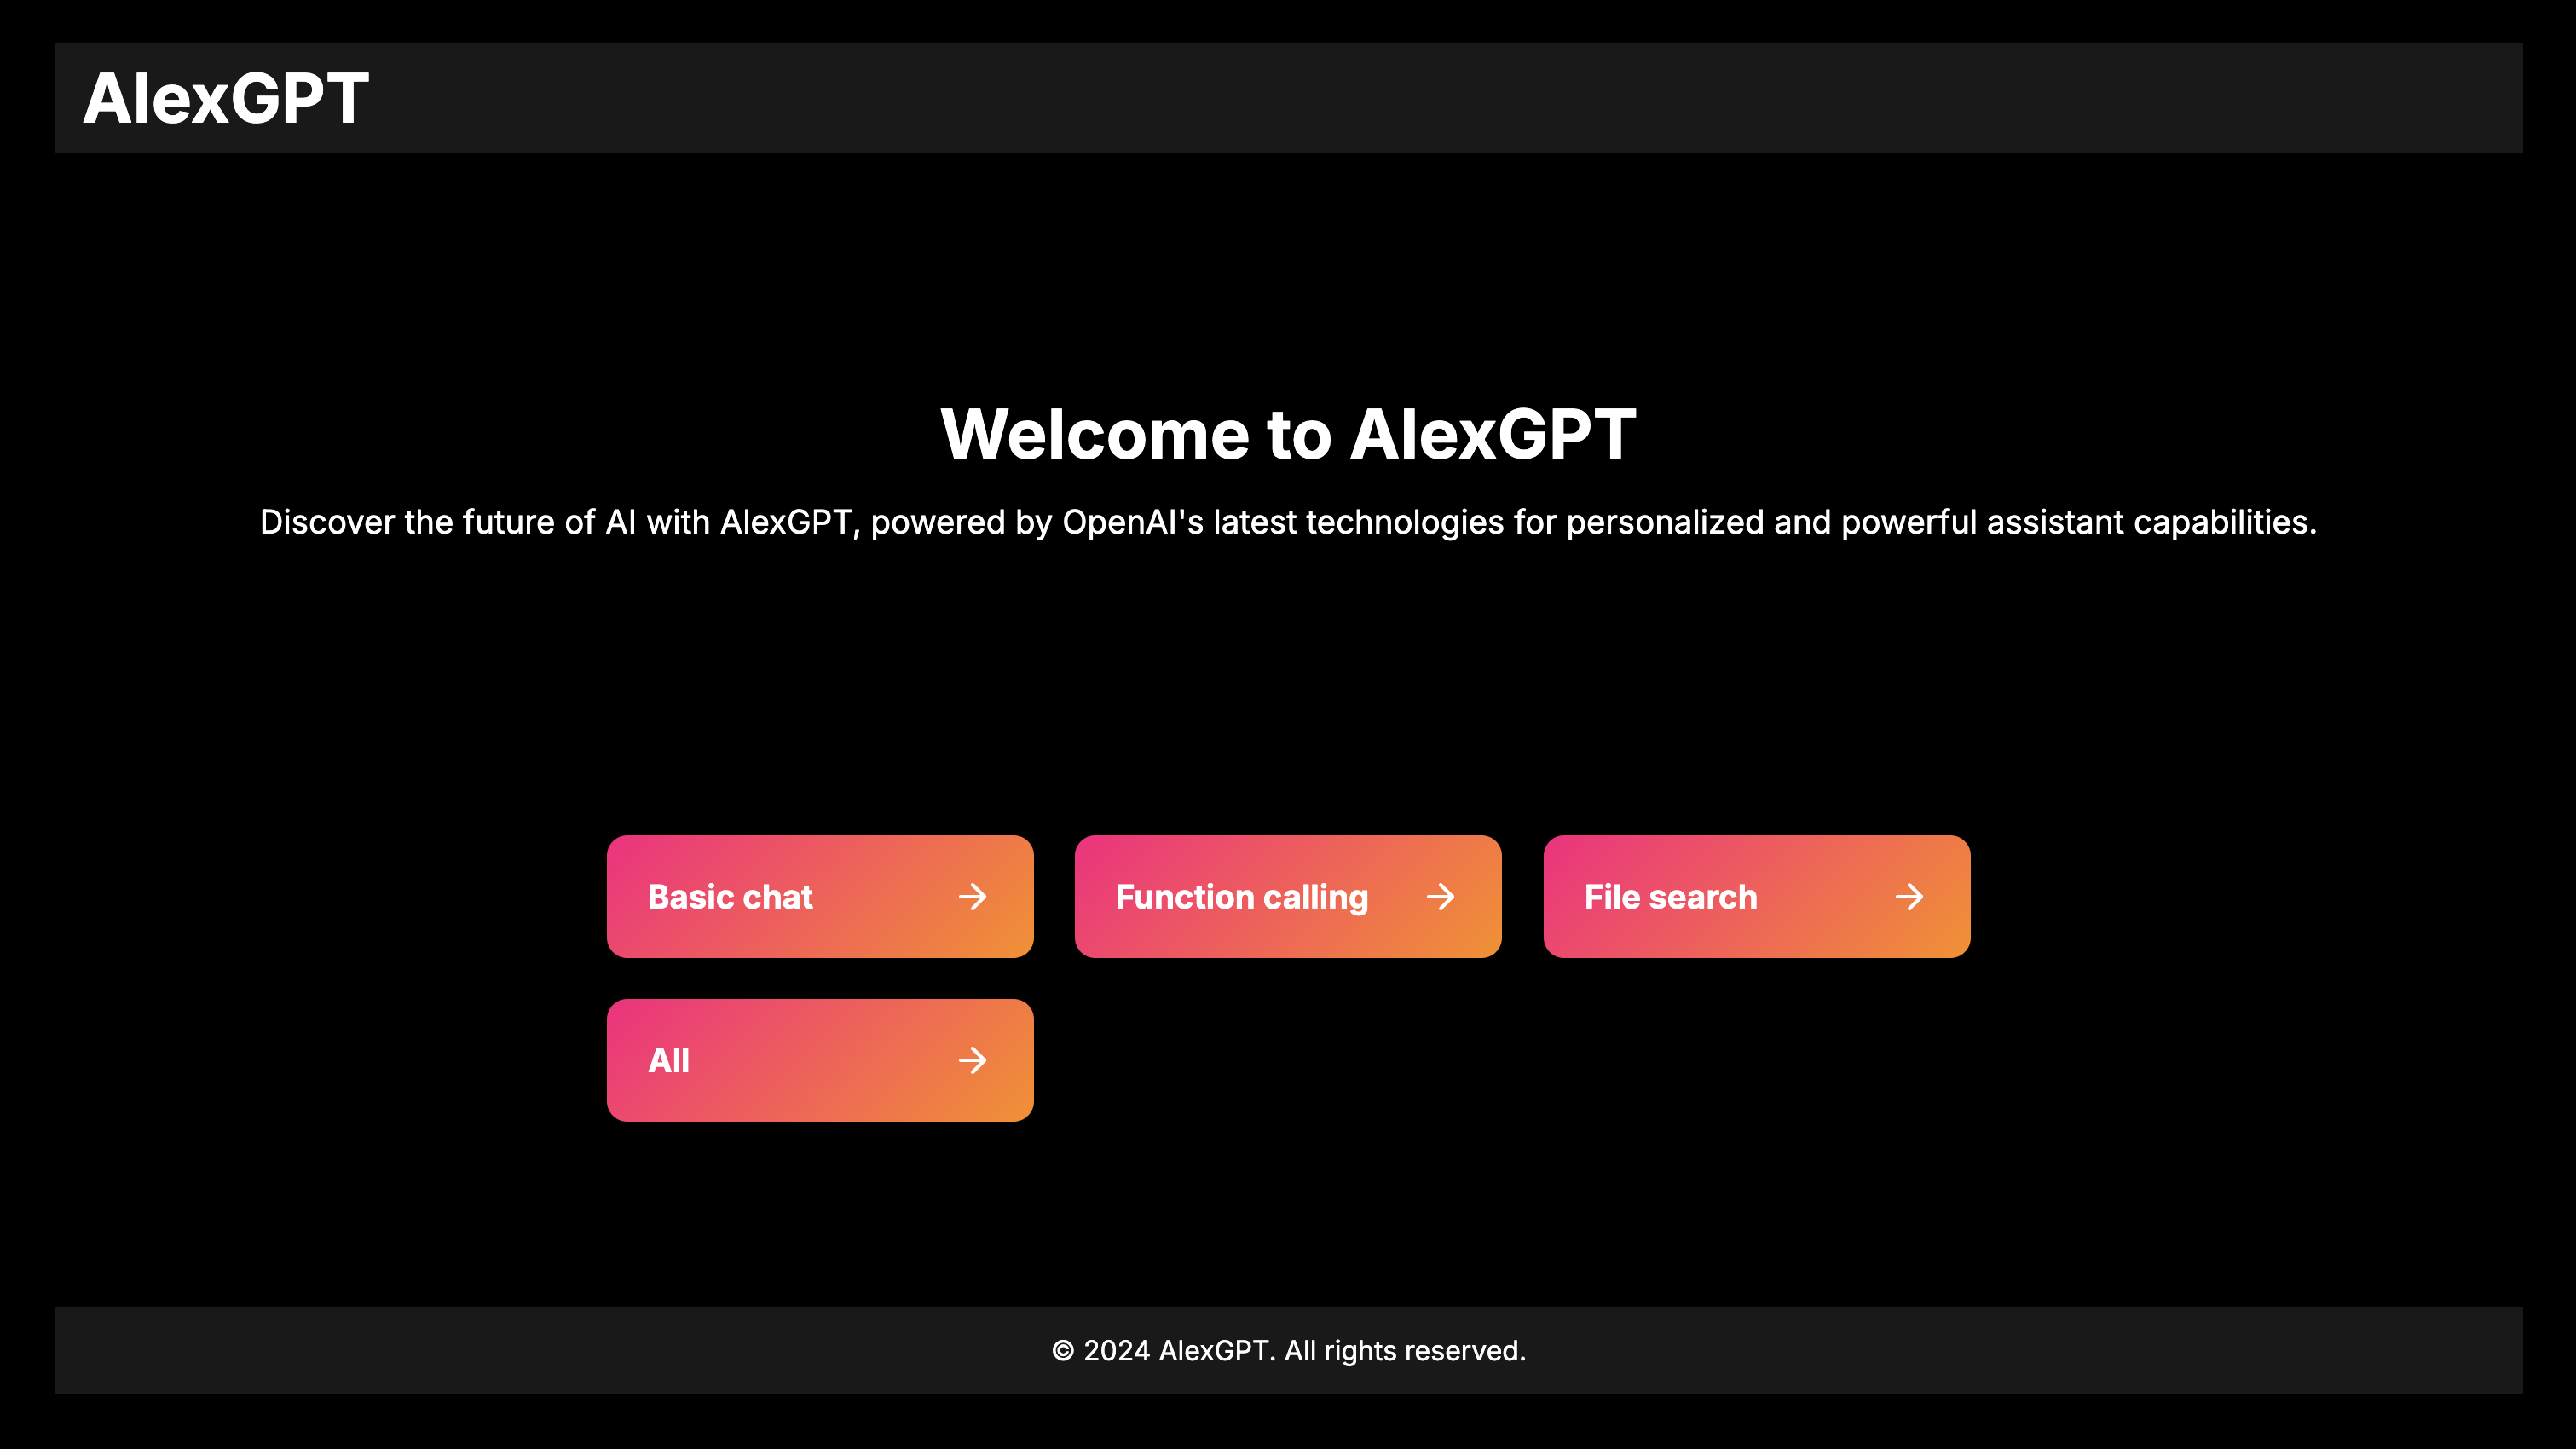 AlexGPT
Welcome to AlexGPT
Discover the future of AI with AlexGPT, powered by OpenAI's latest technologies for personalized and powerful assistant capabilities.
Basic chat
Function calling
File search
All
© 2024 AlexGPT. All rights reserved.